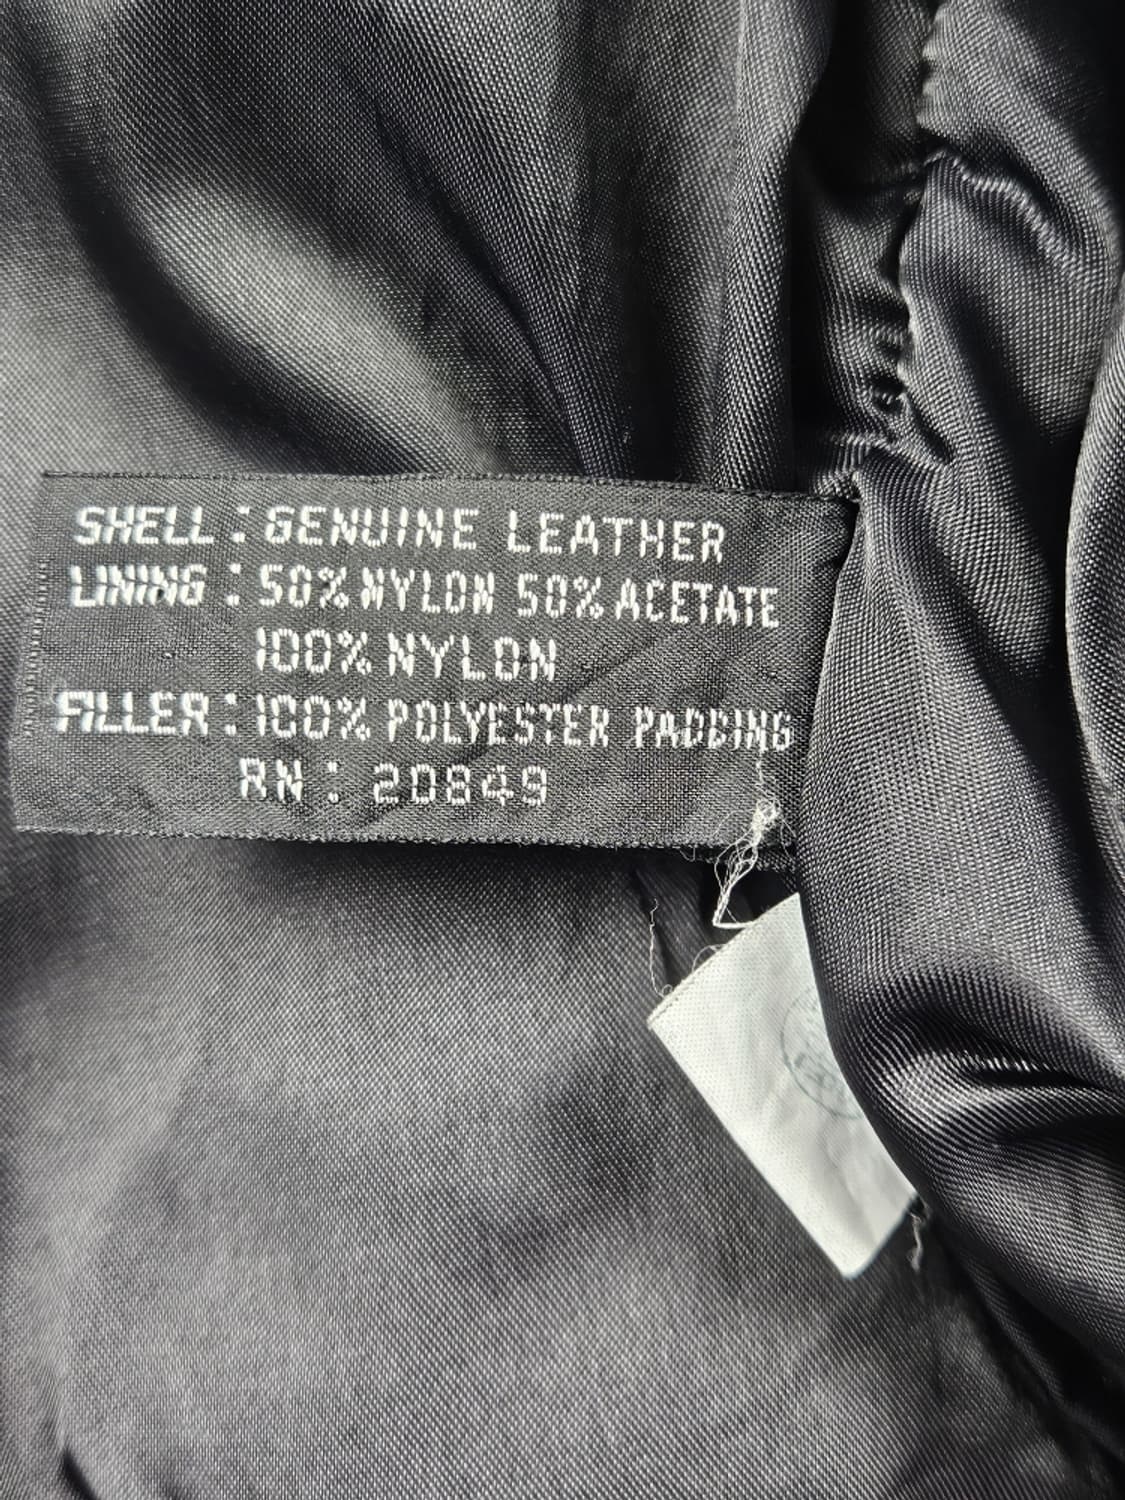 SHELL : GENUINE LEATHER
LINING : 50% NYLON 50% ACETATE
100% NYLON
FILLER : 100% POLYESTER PADDING
RN : 20849